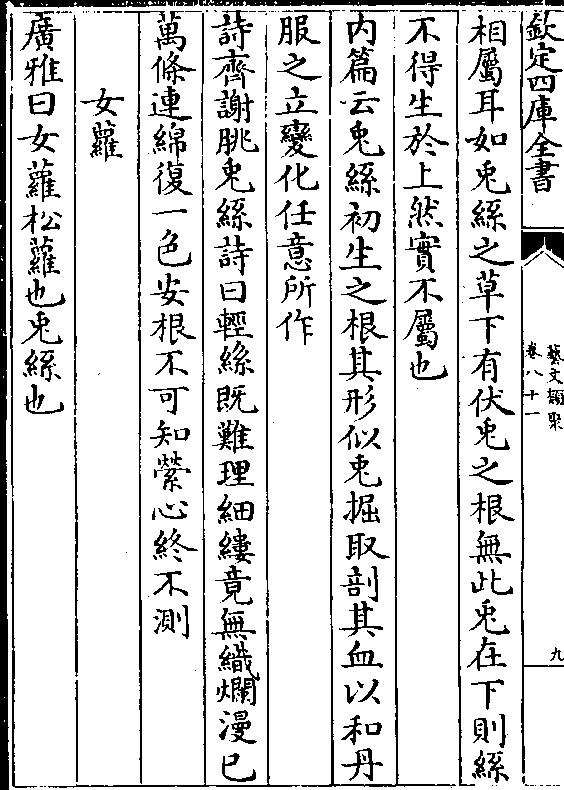 欽定四庫全書
藝文類聚
卷八十一
九
相屬耳如兎絲之草下有伏兎之根無此兎在下則絲
不得生於上然實不屬也
内篇云兎絲初生之根其形似兎掘取剖其血以和丹
服之立變化任意所作
詩齊謝朓兎絲詩曰輕絲既難理細縷竟無織爛漫已
萬條連綿復一色安根不可知縈心終不測
女蘿
廣雅曰女蘿松蘿也兎絲也